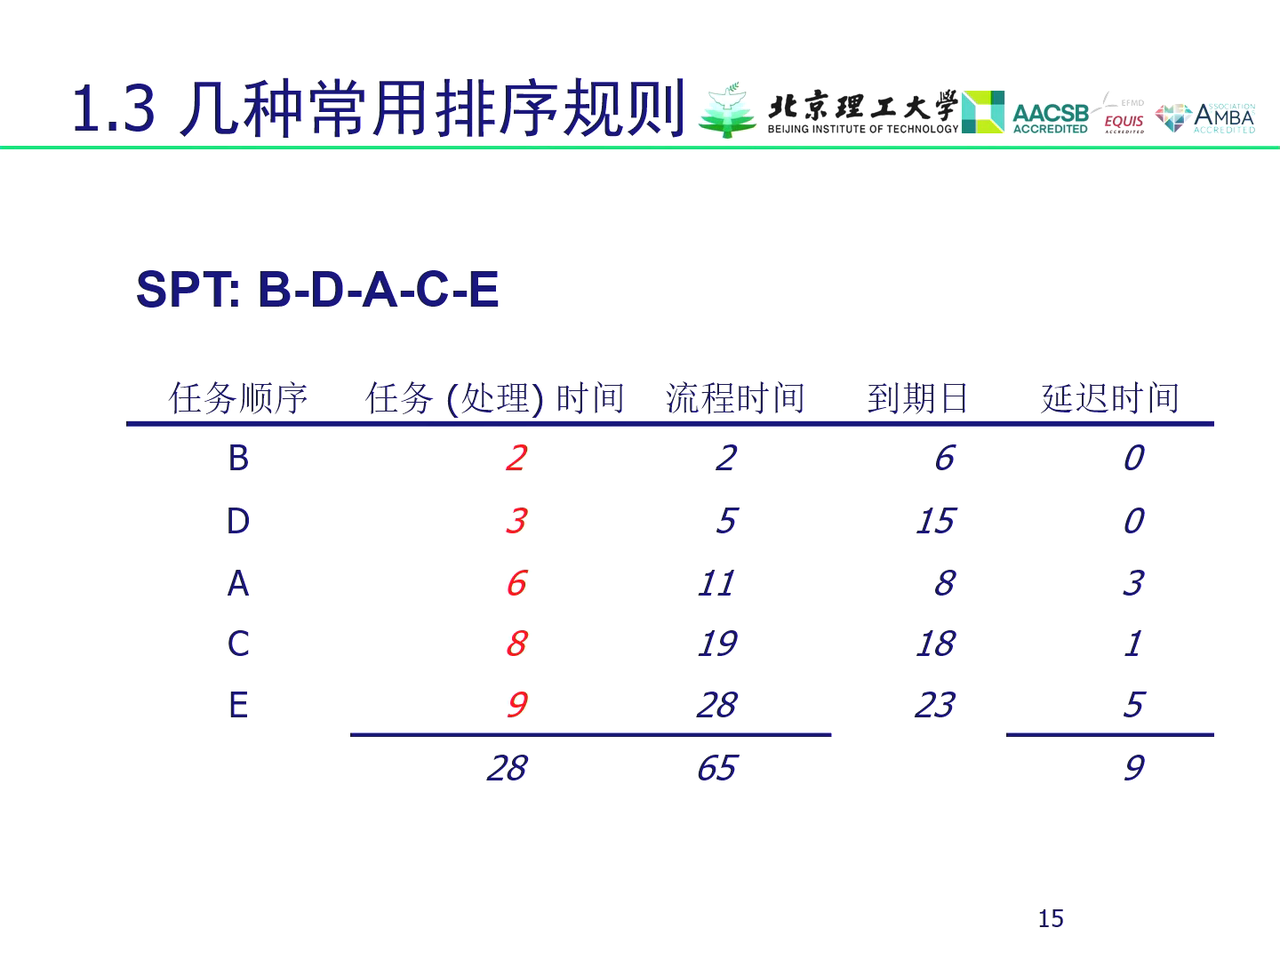 1.3 几种常用排序规则
北京理工大学
BEIJING INSTITUTE OF TECHNOLOGY
AACSB
ACCREDITED
EFMD
EQUIS
ACCREDITED
ASSOCIATION
AMBA
ACCREDITED
SPT: B-D-A-C-E
任务顺序 任务 (处理) 时间 流程时间 到期日 延迟时间
B 2 2 6 0
D 3 5 15 0
A 6 11 8 3
C 8 19 18 1
E 9 28 23 5
28 65 9
15